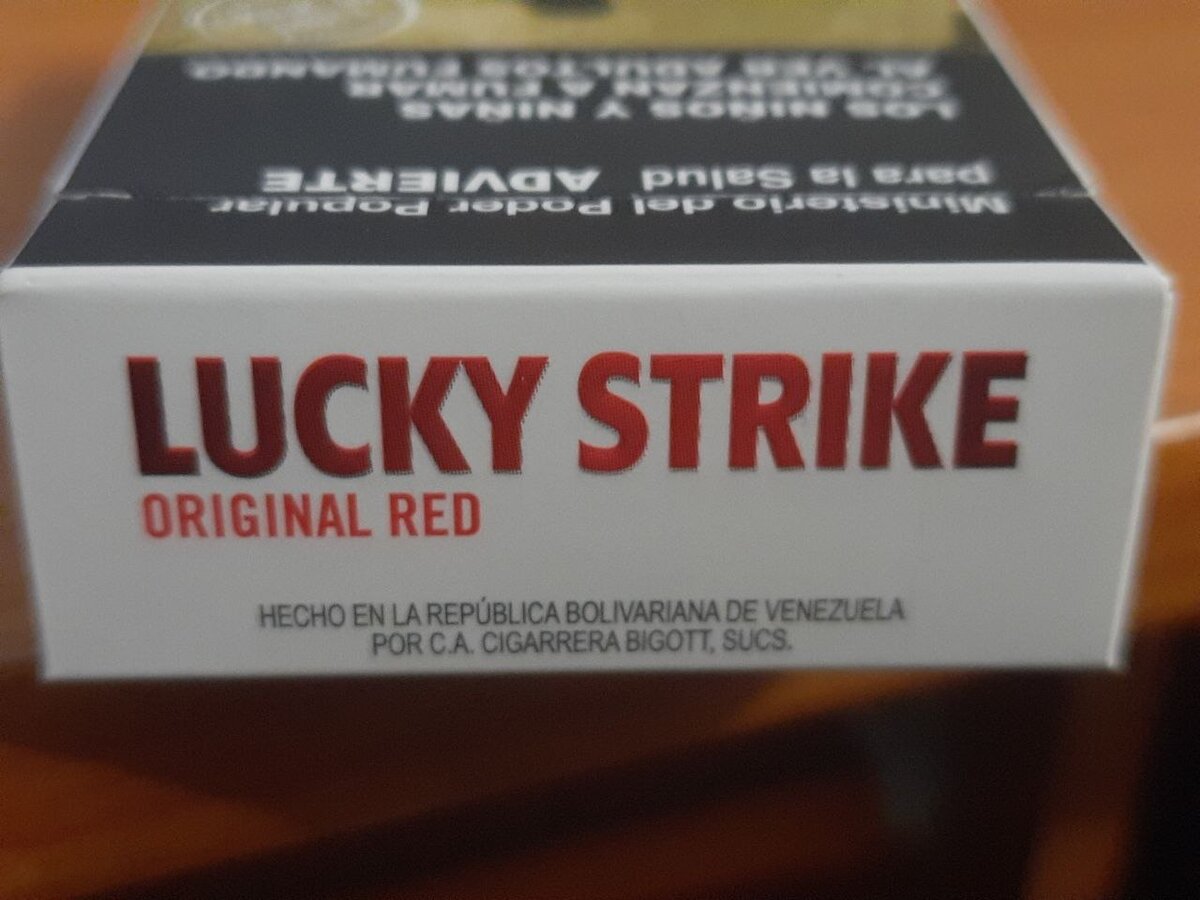 Ministerio del Poder Popular
para la Salud ADVIERTE
LOS NIÑOS Y NIÑAS
COMIENZAN A FUMAR
AL VER ADULTOS FUMANDO
LUCKY STRIKE
ORIGINAL RED
HECHO EN LA REPÚBLICA BOLIVARIANA DE VENEZUELA
POR C.A. CIGARRERA BIGOTT, SUCS.